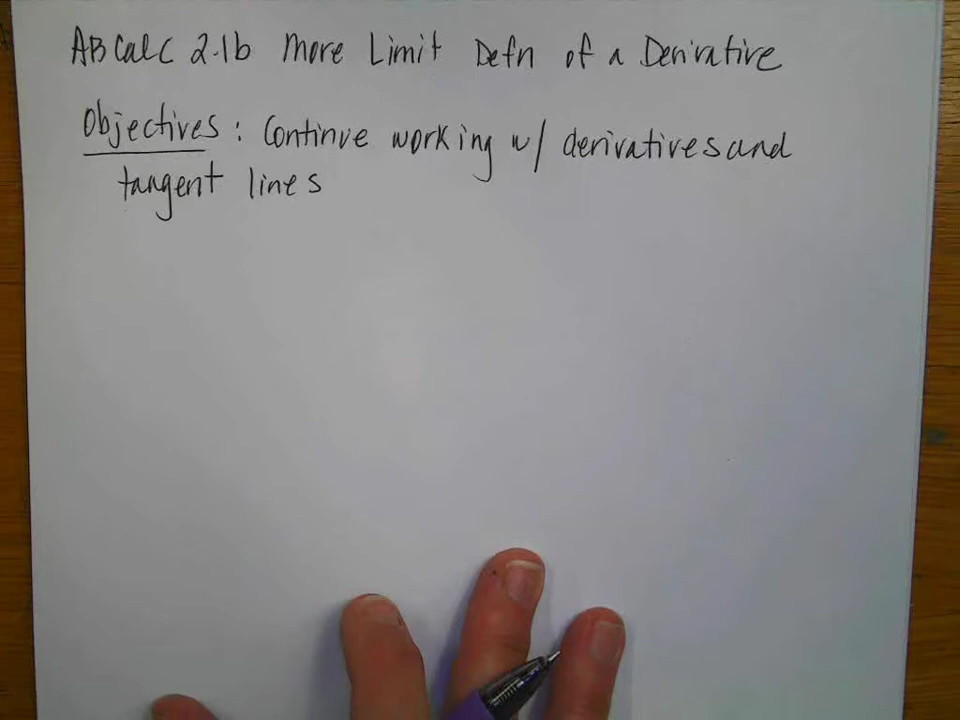 AB Calc 2.1b More Limit Defn of a Derivative
Objectives: Continue working w/ derivatives and
tangent lines